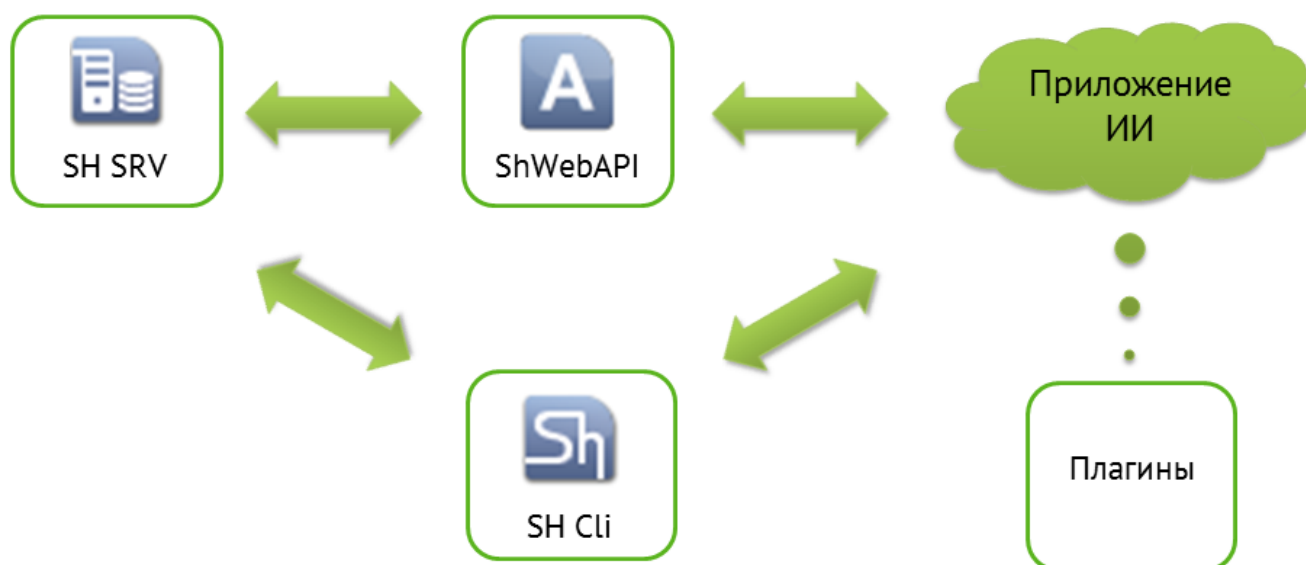 SH SRV
A
ShWebAPI
Приложение
ИИ
Sh
SH Cli
Плагины